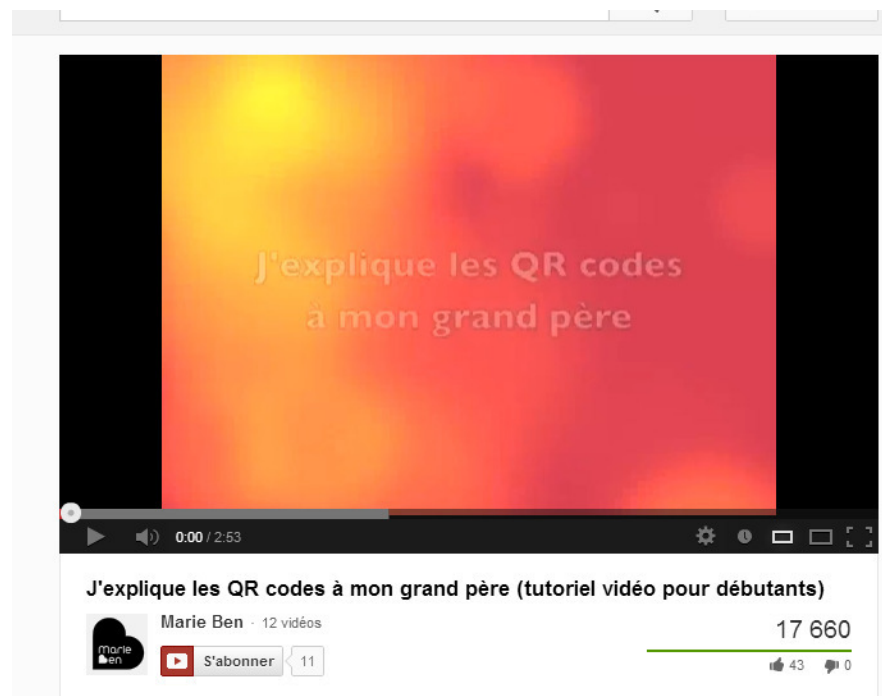 J'explique les QR codes
à mon grand père
0:00 / 2:53
J'explique les QR codes à mon grand père (tutoriel vidéo pour débutants)
marie
Ben
Marie Ben · 12 vidéos
S'abonner 11
17 660
43 0